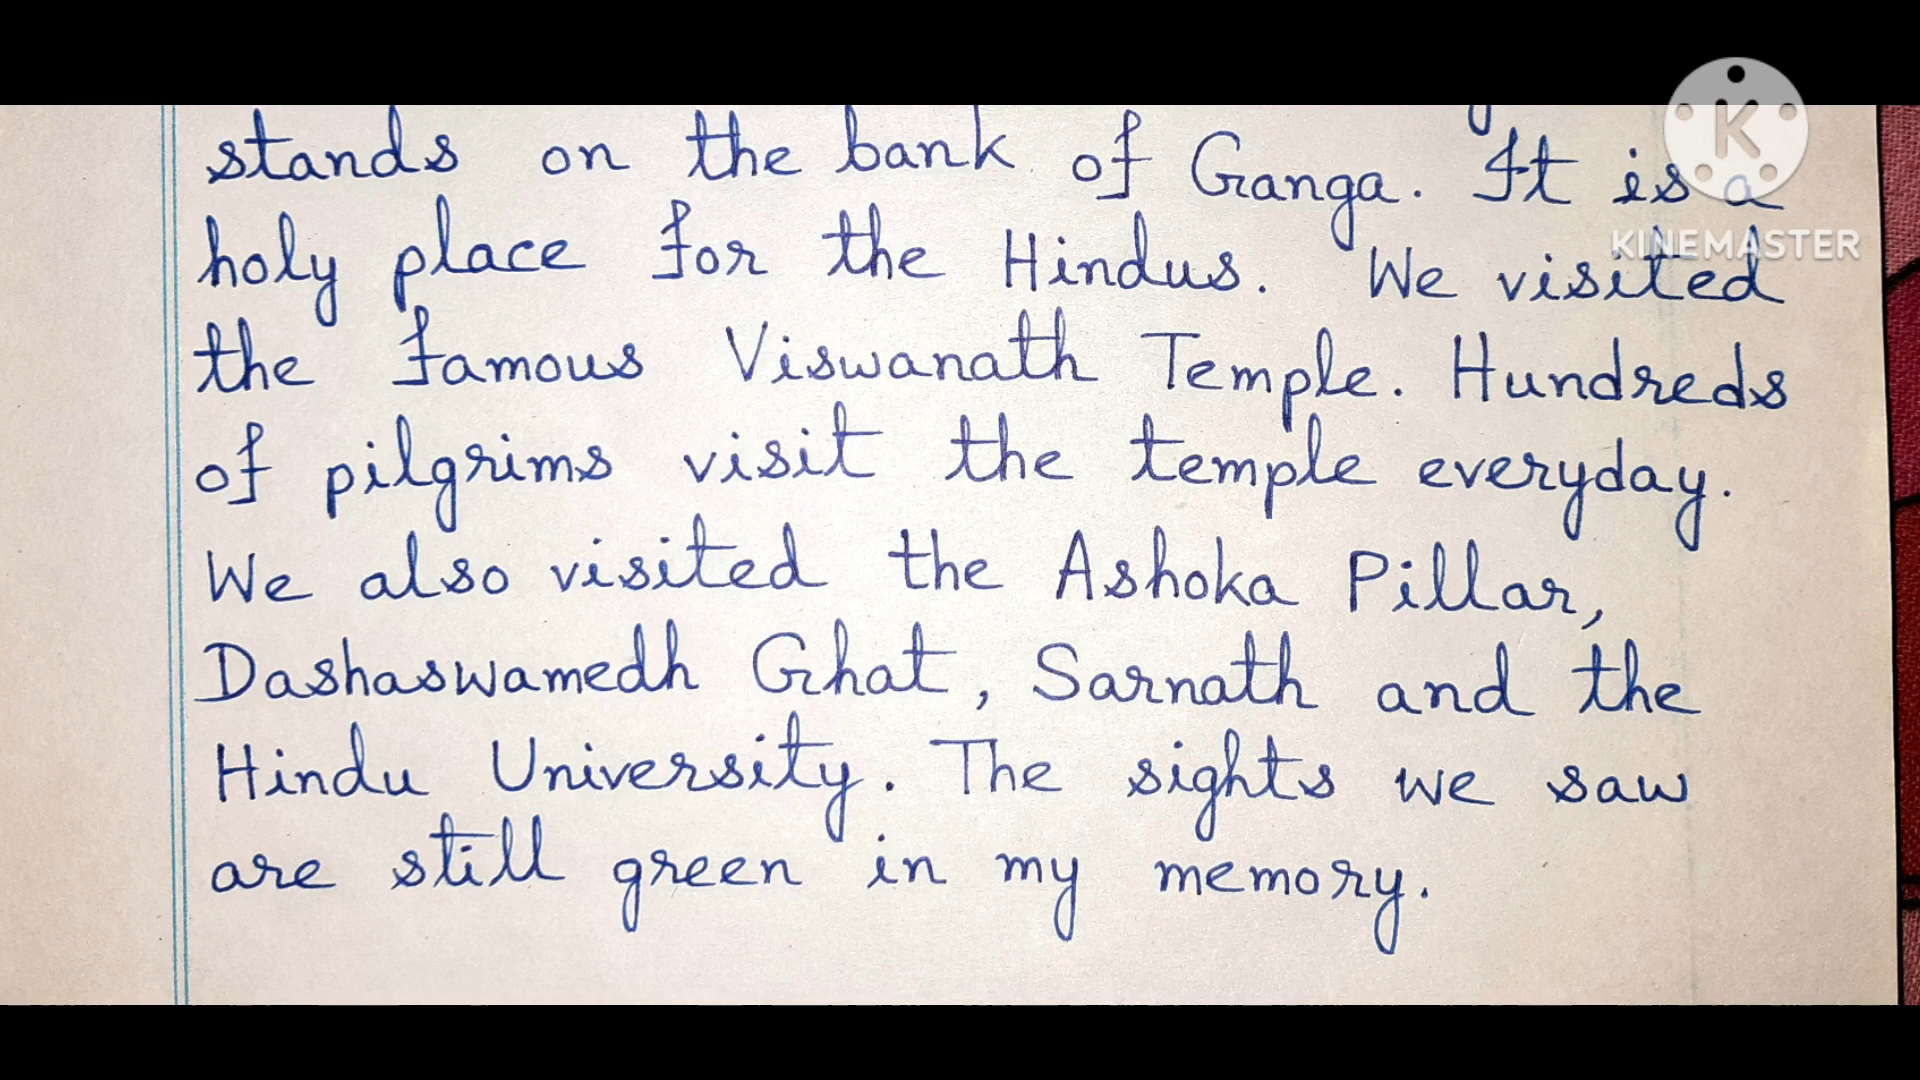 stands on the bank of Ganga. It is a
holy place for the Hindus. We visited
the famous Viswanath Temple. Hundreds
of pilgrims visit the temple everyday.
We also visited the Ashoka Pillar,
Dashaswamedh Ghat, Sarnath and the
Hindu University. The sights we saw
are still green in my memory.
K
KINEMASTER